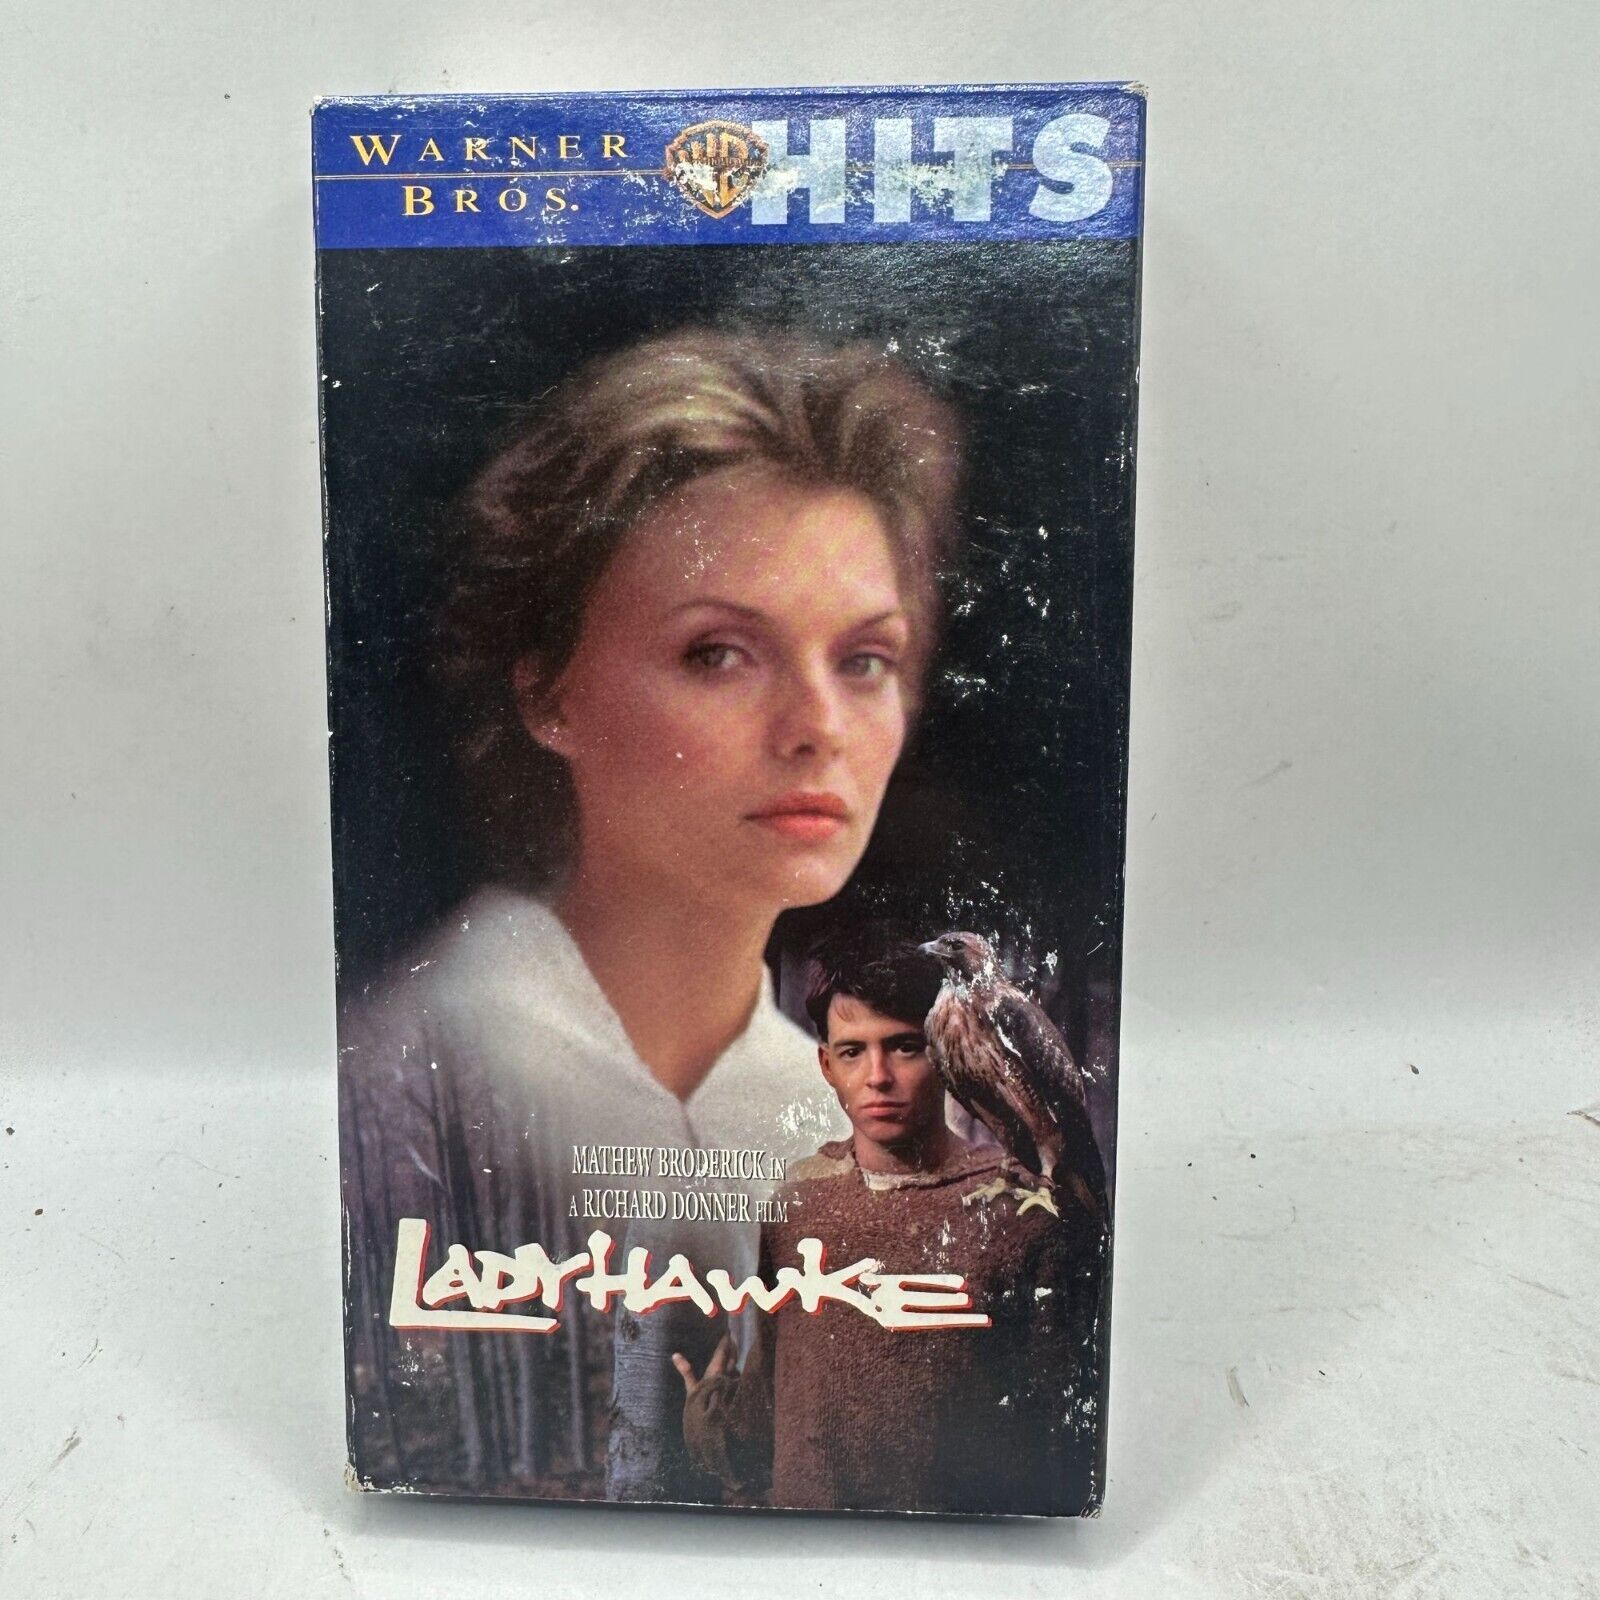 WARNER
BROS.
HITS
MATHEW BRODERICK IN
A RICHARD DONNER FILM
LADYHAWKE